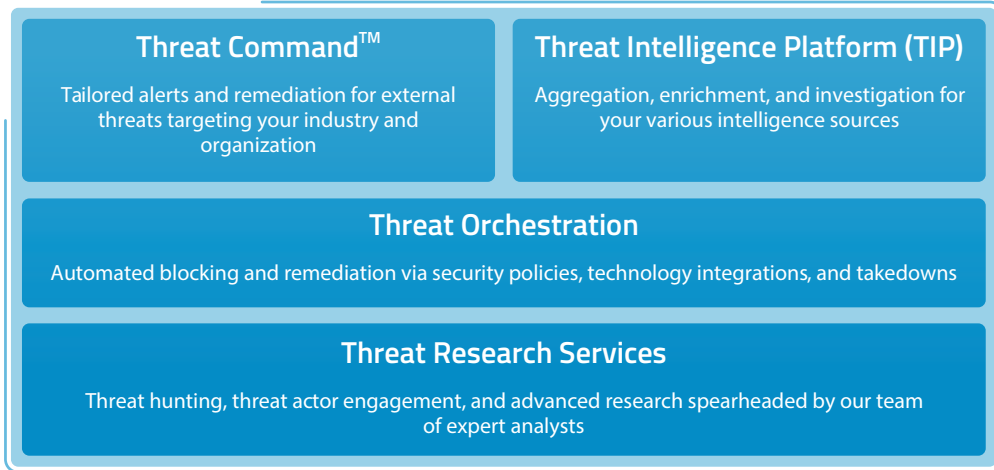 Threat Command™
Tailored alerts and remediation for external
threats targeting your industry and
organization
Threat Intelligence Platform (TIP)
Aggregation, enrichment, and investigation for
your various intelligence sources
Threat Orchestration
Automated blocking and remediation via security policies, technology integrations, and takedowns
Threat Research Services
Threat hunting, threat actor engagement, and advanced research spearheaded by our team
of expert analysts